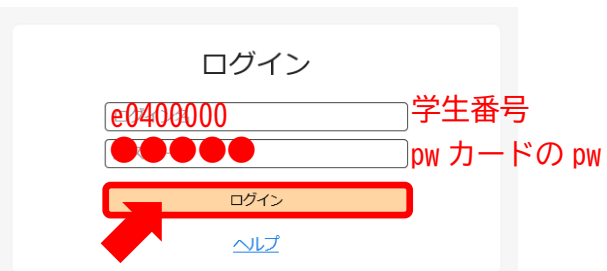 ログイン
e0400000 学生番号
●●●●● pw カードの pw
ログイン
ヘルプ